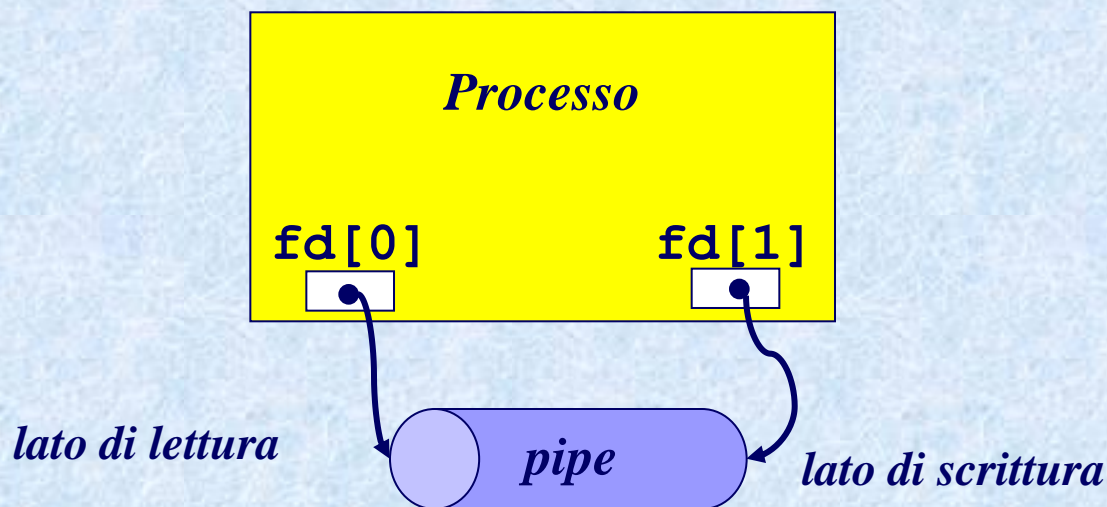 Processo
fd[0]
fd[1]
lato di lettura
pipe
lato di scrittura